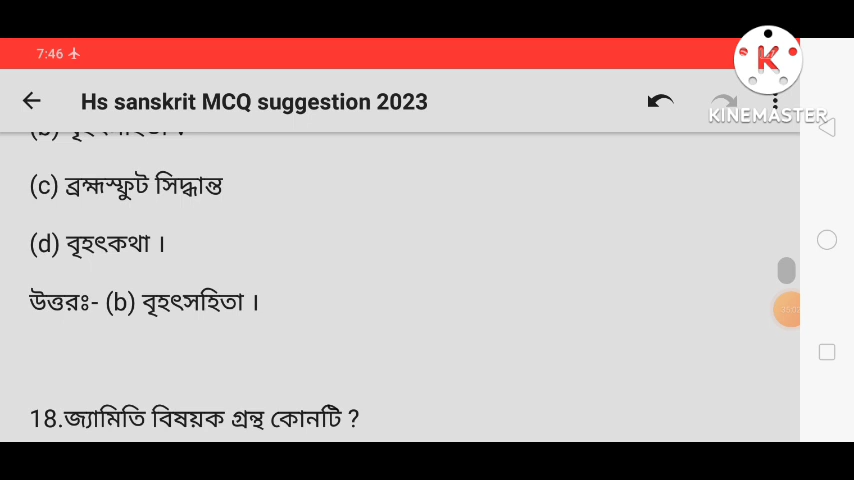 7:46
Hs sanskrit MCQ suggestion 2023
KINEMASTER
(c) ব্রহ্মস্ফুট সিদ্ধান্ত
(d) বৃহৎকথা ।
উত্তরঃ- (b) বৃহৎসহিতা ।
18.জ্যামিতি বিষয়ক গ্রন্থ কোনটি ?